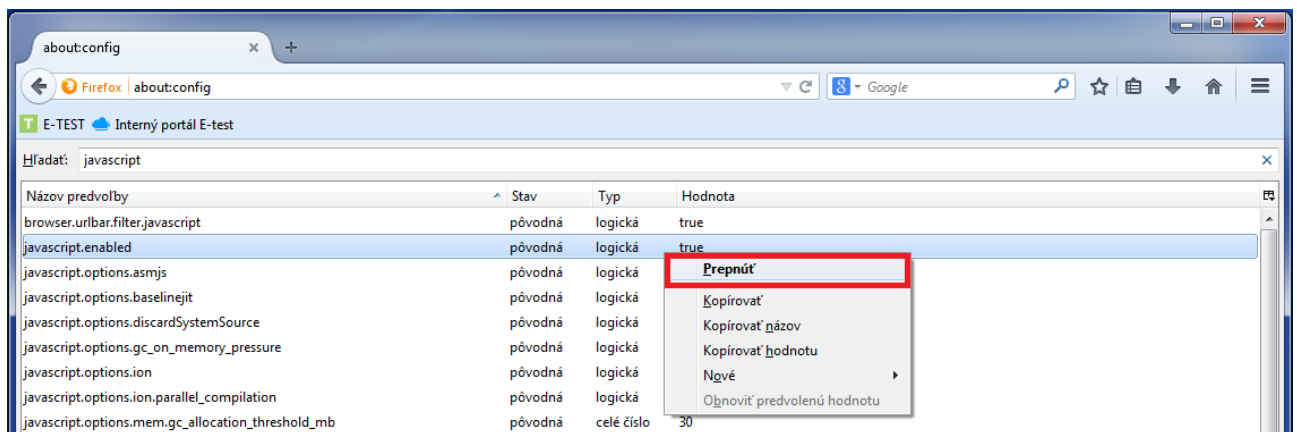 about:config
Firefox about:config Google
E-TEST Interný portál E-test
Hľadať: javascript
Názov predvoľby Stav Typ Hodnota
browser.urlbar.filter.javascript pôvodná logická true
javascript.enabled pôvodná logická true
javascript.options.asmjs pôvodná logická
javascript.options.baselinejit pôvodná logická
javascript.options.discardSystemSource pôvodná logická
javascript.options.gc_on_memory_pressure pôvodná logická
javascript.options.ion pôvodná logická
javascript.options.ion.parallel_compilation pôvodná logická
javascript.options.mem.gc_allocation_threshold_mb pôvodná celé číslo 30
Prepnúť
Kopírovať
Kopírovať názov
Kopírovať hodnotu
Nové
Obnoviť predvolenú hodnotu